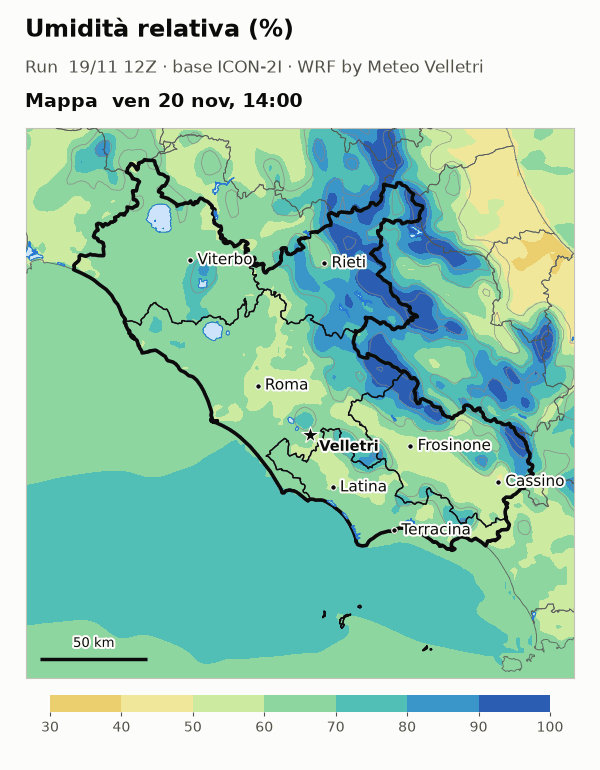 Umidità relativa (%)
Run  19/11 12Z · base ICON-2I · WRF by Meteo Velletri
Mappa  ven 20 nov, 14:00
Viterbo
Rieti
Roma
Velletri
Frosinone
Cassino
Latina
Terracina
50 km
30 40 50 60 70 80 90 100